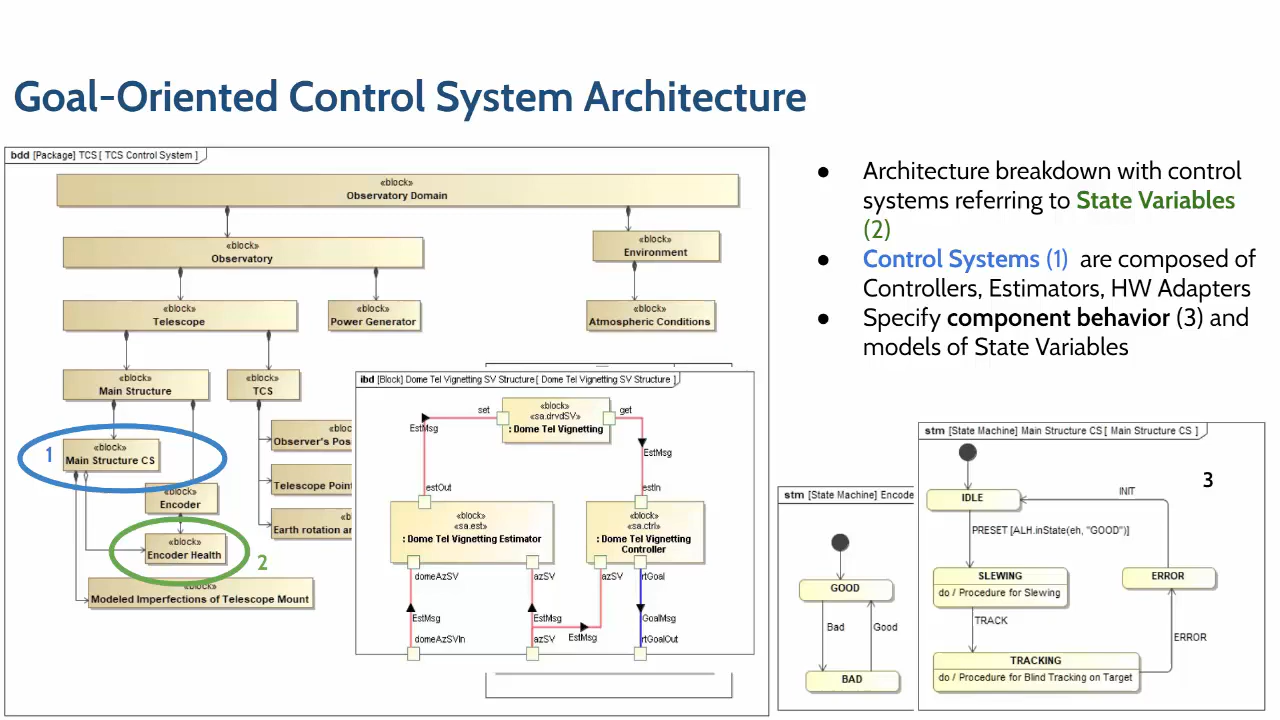 Goal-Oriented Control System Architecture
bdd [Package] TCS [ TCS Control System ]
«block»
Observatory Domain
«block»
Observatory
«block»
Environment
«block»
Telescope
«block»
Power Generator
«block»
Atmospheric Conditions
«block»
Main Structure
«block»
TCS
1
«block»
Main Structure CS
Observer's Pos
«block»
Encoder
Telescope Point
«block»
Encoder Health
2
Earth rotation
«block»
Modeled Imperfections of Telescope Mount
ibd [Block] Dome Tel Vignetting SV Structure [ Dome Tel Vignetting SV Structure ]
set
«block»
«sa.drvdSV»
: Dome Tel Vignetting
get
EstMsg
EstMsg
estOut
estIn
«block»
«sa.est»
: Dome Tel Vignetting Estimator
«block»
«sa.ctrl»
: Dome Tel Vignetting
Controller
domeAzSV
azSV
azSV
rtGoal
EstMsg
EstMsg
EstMsg
GoalMsg
domeAzSVIn
azSV
rtGoalOut
● Architecture breakdown with control
systems referring to State Variables
(2)
● Control Systems (1) are composed of
Controllers, Estimators, HW Adapters
● Specify component behavior (3) and
models of State Variables
stm [State Machine] Encode
GOOD
Bad
Good
BAD
stm [State Machine] Main Structure CS [ Main Structure CS ]
3
IDLE
INIT
PRESET [ALH.inState(eh, "GOOD")]
SLEWING
do / Procedure for Slewing
ERROR
TRACK
ERROR
TRACKING
do / Procedure for Blind Tracking on Target